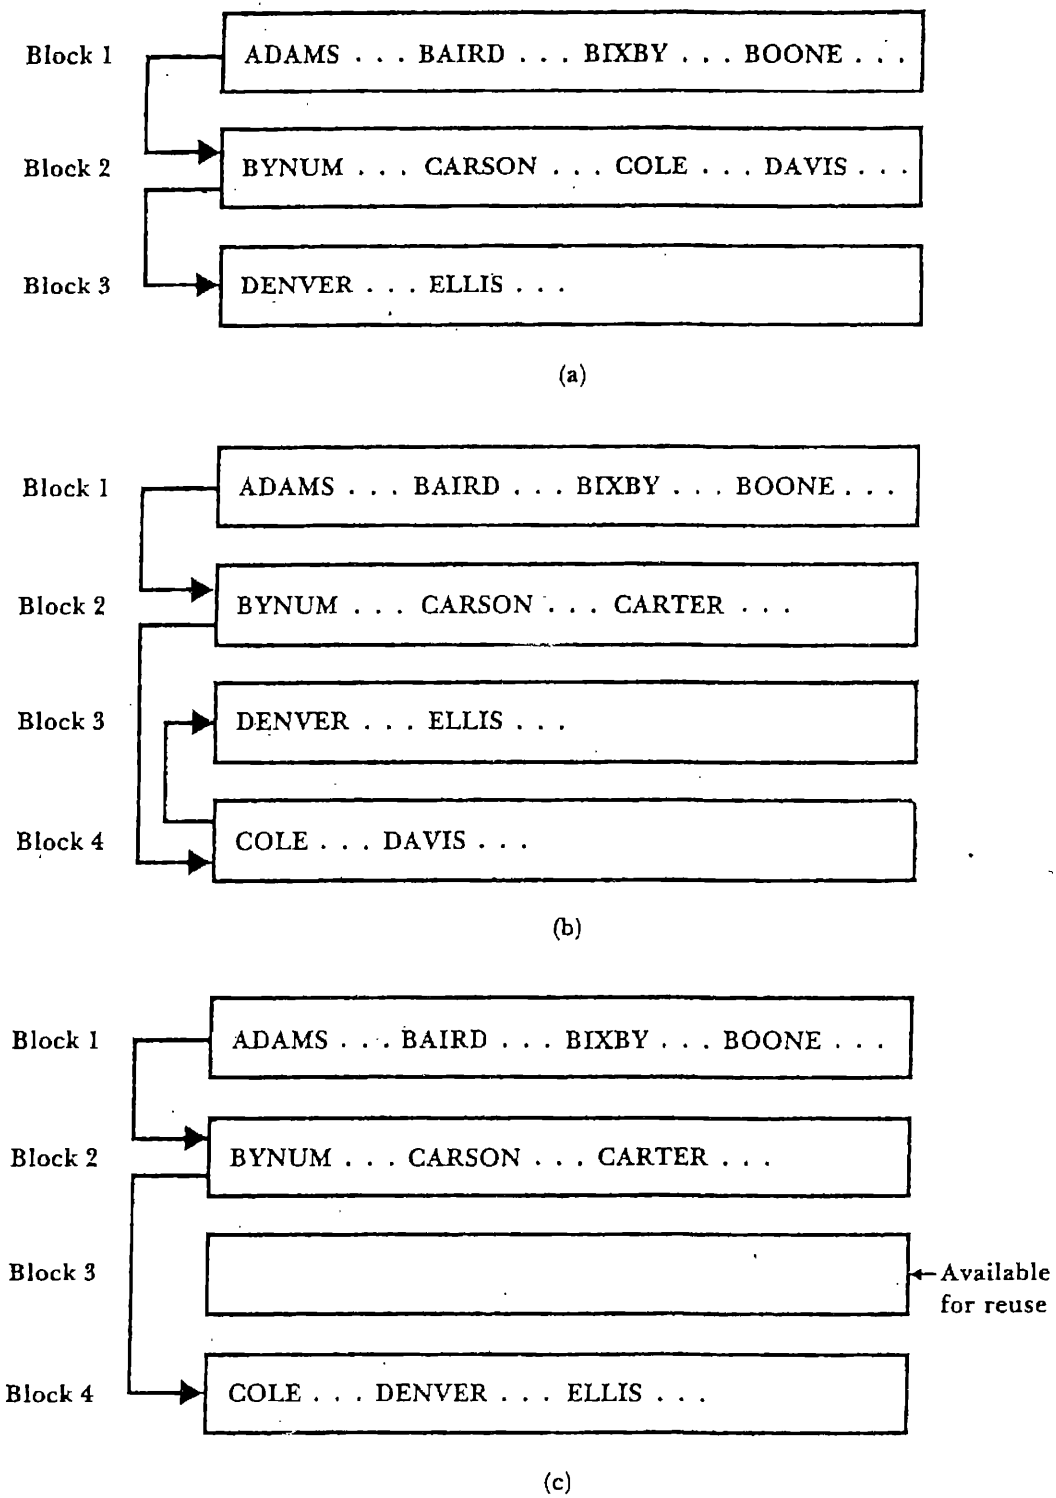 Block 1 ADAMS . . . BAIRD . . . BIXBY . . . BOONE . . .
Block 2 BYNUM . . . CARSON . . . COLE . . . DAVIS . . .
Block 3 DENVER . . . ELLIS . . .
(a)
Block 1 ADAMS . . . BAIRD . . . BIXBY . . . BOONE . . .
Block 2 BYNUM . . . CARSON . . . CARTER . . .
Block 3 DENVER . . . ELLIS . . .
Block 4 COLE . . . DAVIS . . .
(b)
Block 1 ADAMS . . . BAIRD . . . BIXBY . . . BOONE . . .
Block 2 BYNUM . . . CARSON . . . CARTER . . .
Block 3 Available
for reuse
Block 4 COLE . . . DENVER . . . ELLIS . . .
(c)